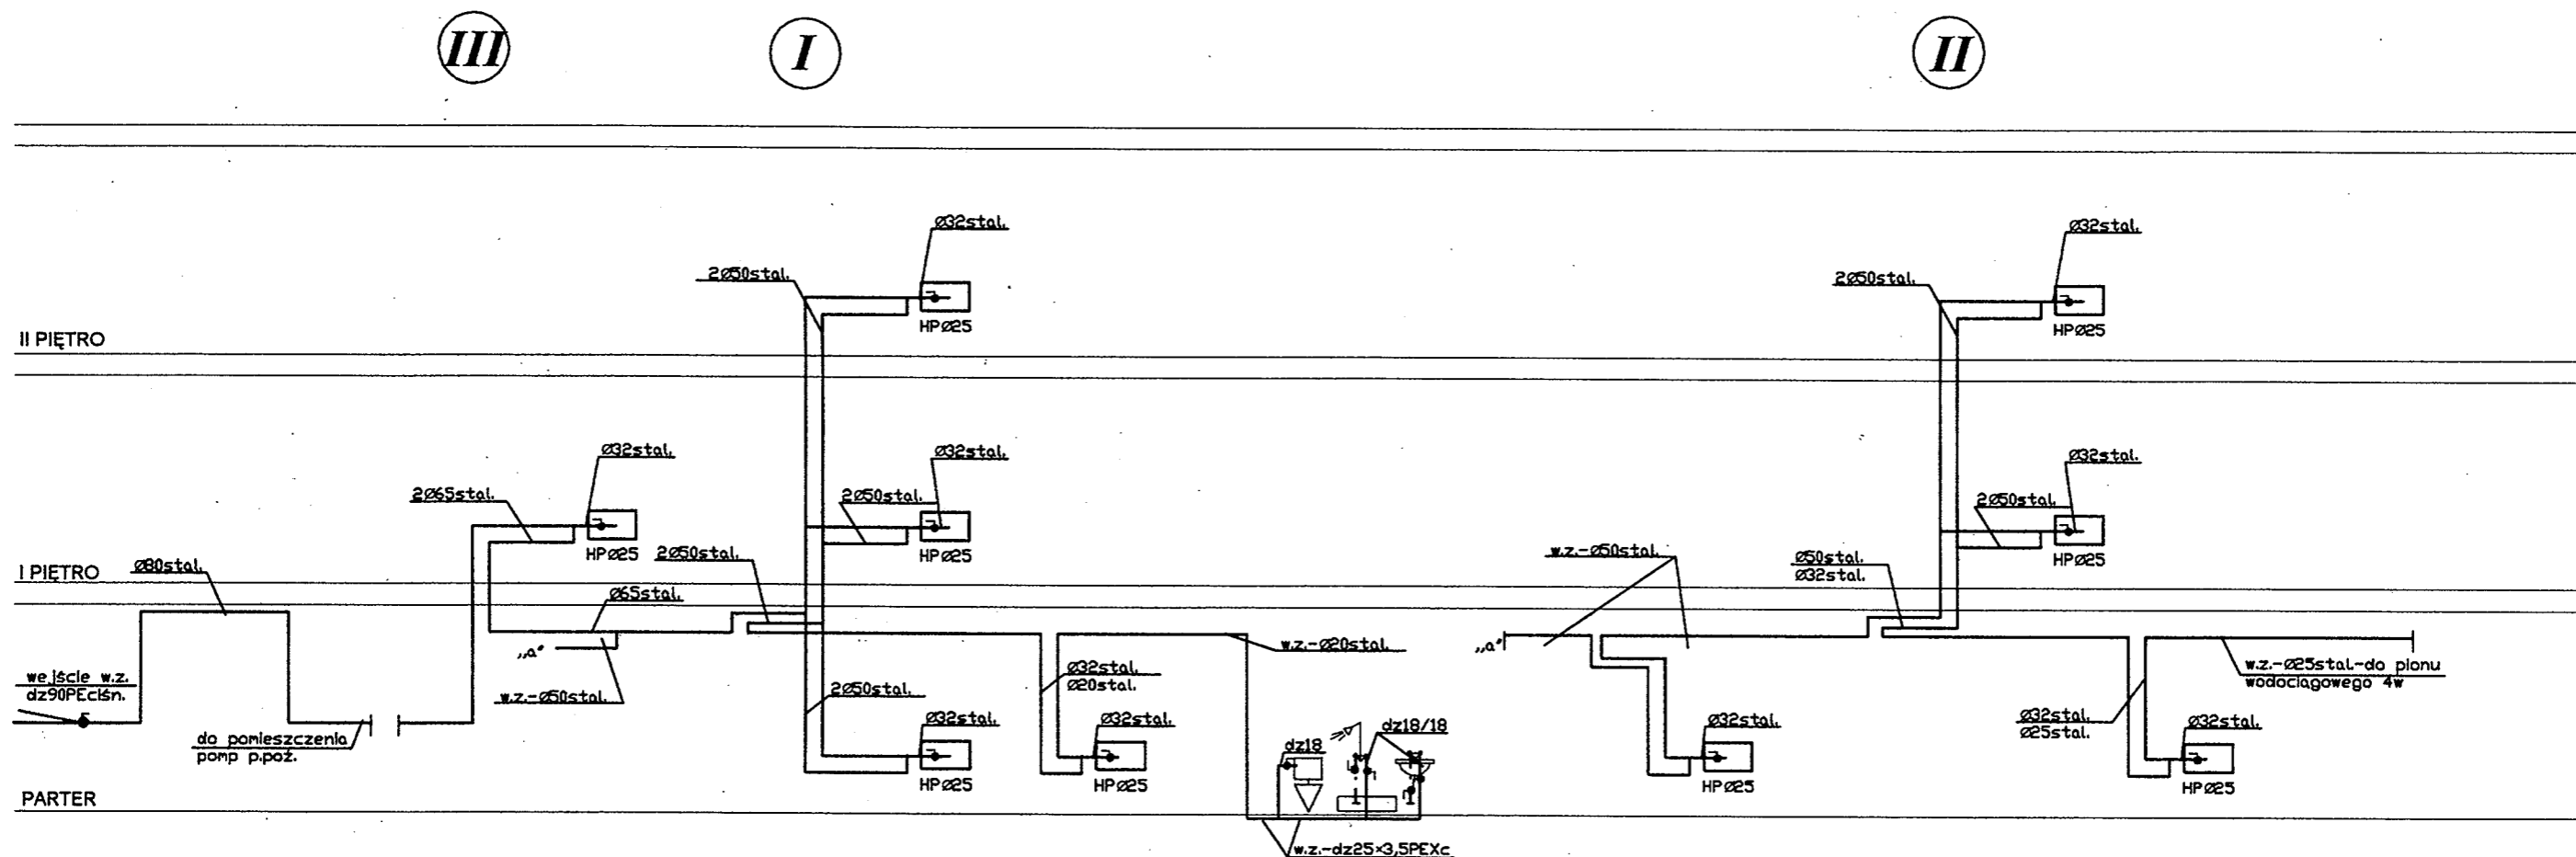 III
I
II
Ø32stal.
Ø32stal.
2Ø50stal.
2Ø50stal.
HPØ25
HPØ25
II PIĘTRO
Ø32stal.
Ø32stal.
Ø32stal.
2Ø65stal.
2Ø50stal.
2Ø50stal.
HPØ25
HPØ25
HPØ25
2Ø50stal.
w.z.-Ø50stal.
Ø50stal.
Ø32stal.
I PIĘTRO
Ø80stal.
Ø65stal.
„a"
w.z.-Ø20stal.
„a"
wejście w.z.
dz90PEciśn.
w.z.-Ø50stal.
2Ø50stal.
Ø32stal.
Ø20stal.
w.z.-Ø25stal-do pionu
wodociągowego 4w
do pomieszczenia
pomp p.poż.
Ø32stal.
Ø32stal.
dz18
dz18/18
Ø32stal.
Ø32stal.
Ø25stal.
Ø32stal.
HPØ25
HPØ25
HPØ25
HPØ25
PARTER
w.z.-dz25×3,5PEXc